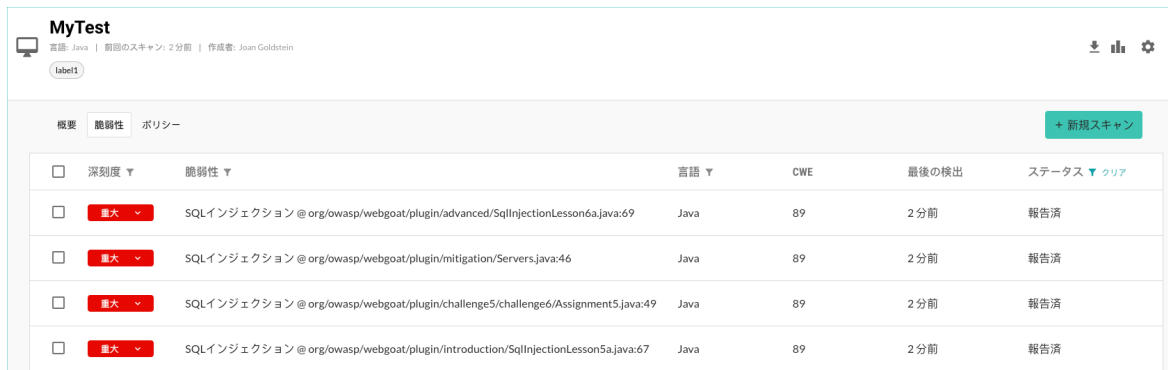 MyTest
言語: Java | 前回のスキャン: 2分前 | 作成者: Joan Goldstein
label1
概要 脆弱性 ポリシー + 新規スキャン
深刻度 脆弱性 言語 CWE 最後の検出 ステータス クリア
重大 SQLインジェクション @ org/owasp/webgoat/plugin/advanced/SqlInjectionLesson6a.java:69 Java 89 2分前 報告済
重大 SQLインジェクション @ org/owasp/webgoat/plugin/mitigation/Servers.java:46 Java 89 2分前 報告済
重大 SQLインジェクション @ org/owasp/webgoat/plugin/challenge5/challenge6/Assignment5.java:49 Java 89 2分前 報告済
重大 SQLインジェクション @ org/owasp/webgoat/plugin/introduction/SqlInjectionLesson5a.java:67 Java 89 2分前 報告済